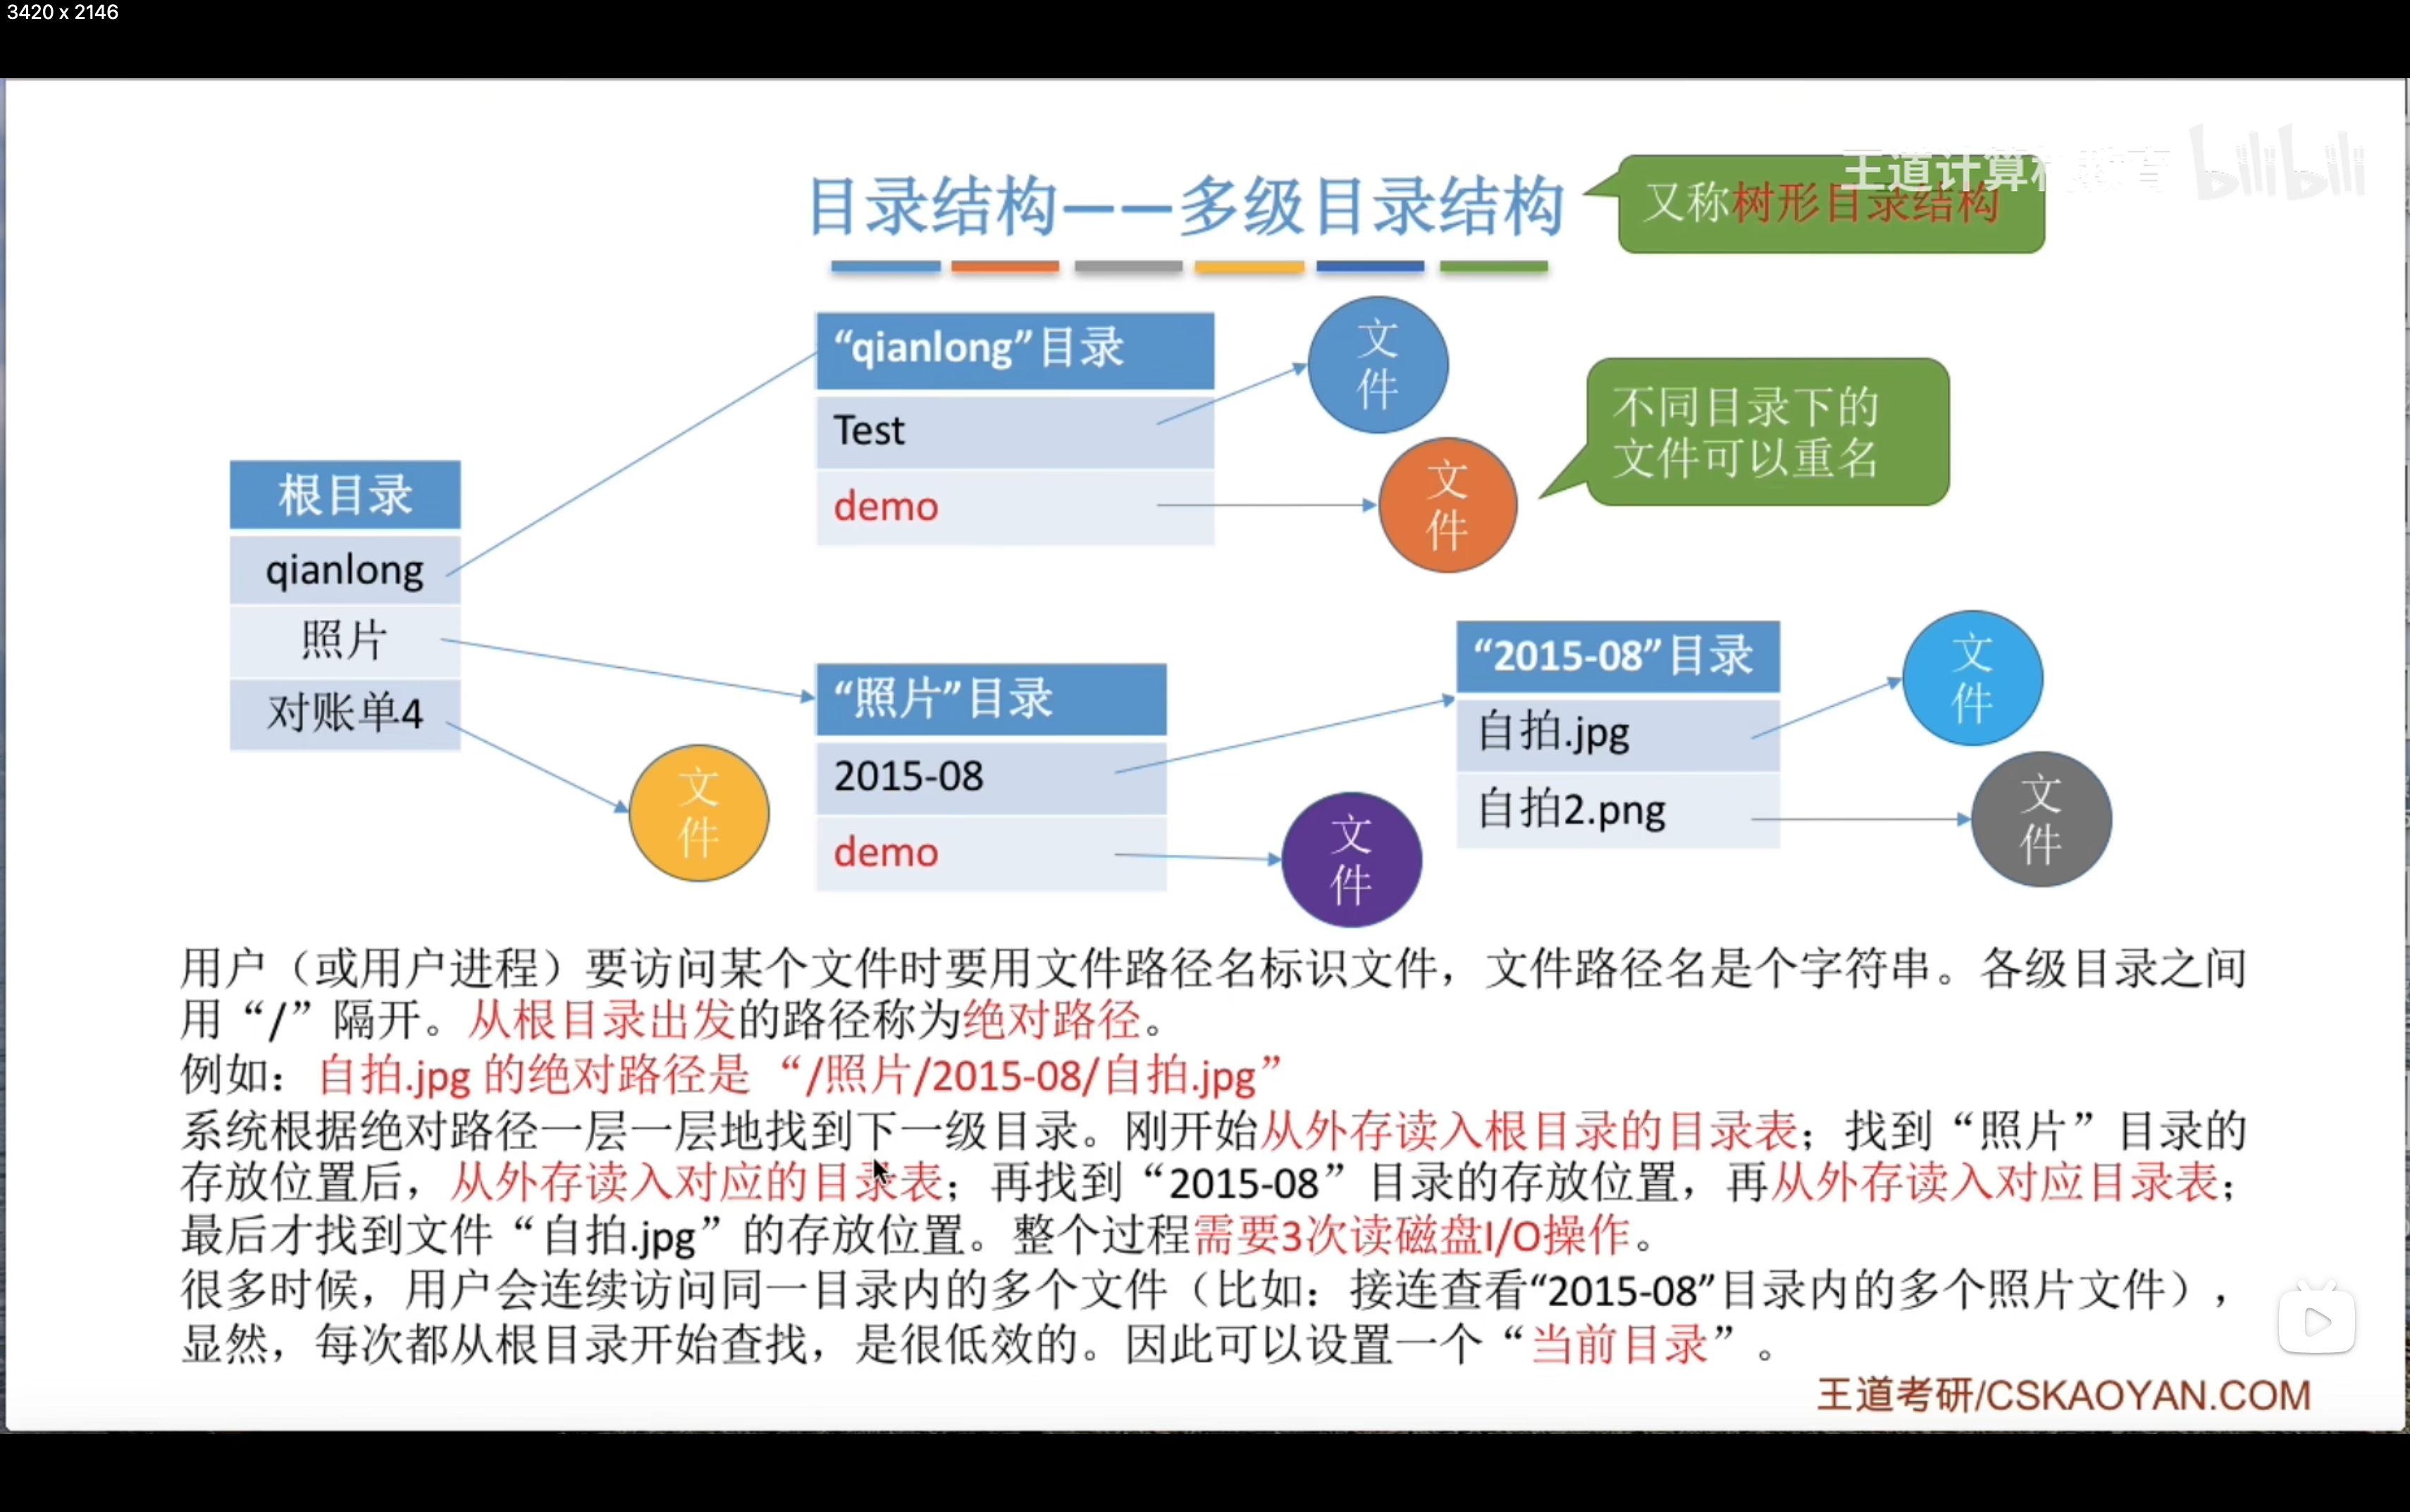 3420 x 2146
目录结构——多级目录结构
又称树形目录结构
王道计算机教育
bilibili
“qianlong”目录
Test
demo
文
件
文
件
不同目录下的
文件可以重名
根目录
qianlong
照片
对账单4
文
件
“照片”目录
2015-08
demo
文
件
“2015-08”目录
自拍.jpg
自拍2.png
文
件
文
件
用户（或用户进程）要访问某个文件时要用文件路径名标识文件，文件路径名是个字符串。各级目录之间
用“/”隔开。从根目录出发的路径称为绝对路径。
例如：自拍.jpg 的绝对路径是“/照片/2015-08/自拍.jpg”
系统根据绝对路径一层一层地找到下一级目录。刚开始从外存读入根目录的目录表；找到“照片”目录的
存放位置后，从外存读入对应的目录表；再找到“2015-08”目录的存放位置，再从外存读入对应目录表；
最后才找到文件“自拍.jpg”的存放位置。整个过程需要3次读磁盘I/O操作。
很多时候，用户会连续访问同一目录内的多个文件（比如：接连查看“2015-08”目录内的多个照片文件），
显然，每次都从根目录开始查找，是很低效的。因此可以设置一个“当前目录”。
王道考研/CSKAOYAN.COM